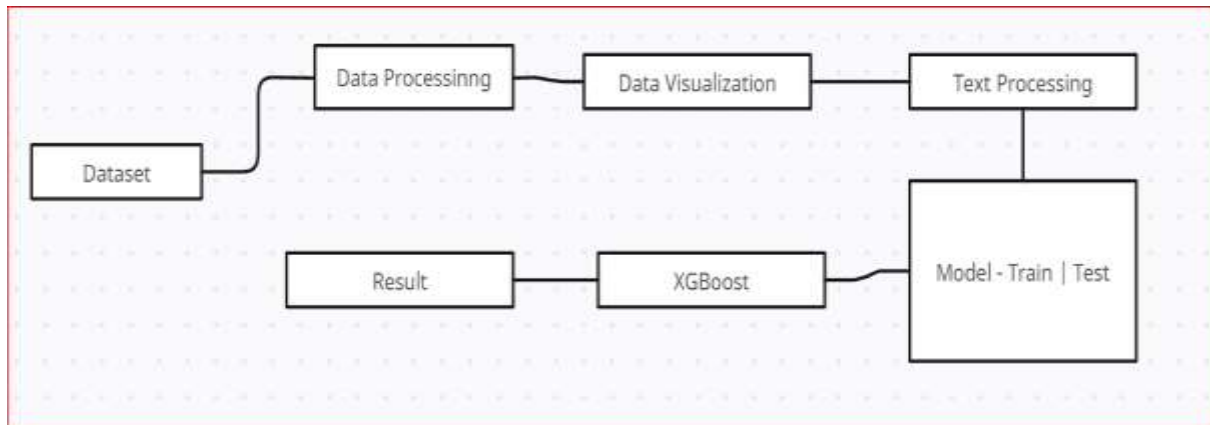 Dataset
Data Processinng
Data Visualization
Text Processing
Model - Train | Test
XGBoost
Result